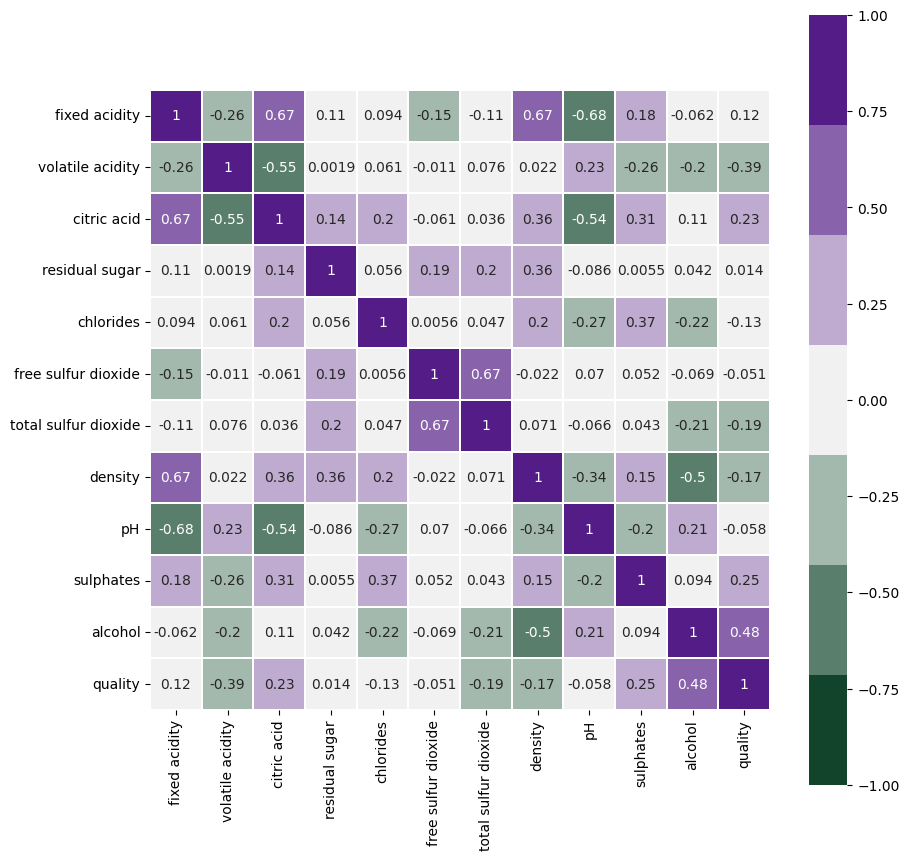 1.00
fixed acidity 1 -0.26 0.67 0.11 0.094 -0.15 -0.11 0.67 -0.68 0.18 -0.062 0.12
0.75
volatile acidity -0.26 1 -0.55 0.0019 0.061 -0.011 0.076 0.022 0.23 -0.26 -0.2 -0.39
0.50
citric acid 0.67 -0.55 1 0.14 0.2 -0.061 0.036 0.36 -0.54 0.31 0.11 0.23
residual sugar 0.11 0.0019 0.14 1 0.056 0.19 0.2 0.36 -0.086 0.0055 0.042 0.014
0.25
chlorides 0.094 0.061 0.2 0.056 1 0.0056 0.047 0.2 -0.27 0.37 -0.22 -0.13
free sulfur dioxide -0.15 -0.011 -0.061 0.19 0.0056 1 0.67 -0.022 0.07 0.052 -0.069 -0.051
0.00
total sulfur dioxide -0.11 0.076 0.036 0.2 0.047 0.67 1 0.071 -0.066 0.043 -0.21 -0.19
density 0.67 0.022 0.36 0.36 0.2 -0.022 0.071 1 -0.34 0.15 -0.5 -0.17
−0.25
pH -0.68 0.23 -0.54 -0.086 -0.27 0.07 -0.066 -0.34 1 -0.2 0.21 -0.058
sulphates 0.18 -0.26 0.31 0.0055 0.37 0.052 0.043 0.15 -0.2 1 0.094 0.25
−0.50
alcohol -0.062 -0.2 0.11 0.042 -0.22 -0.069 -0.21 -0.5 0.21 0.094 1 0.48
quality 0.12 -0.39 0.23 0.014 -0.13 -0.051 -0.19 -0.17 -0.058 0.25 0.48 1
−0.75
−1.00
fixed acidity
volatile acidity
citric acid
residual sugar
chlorides
free sulfur dioxide
total sulfur dioxide
density
pH
sulphates
alcohol
quality